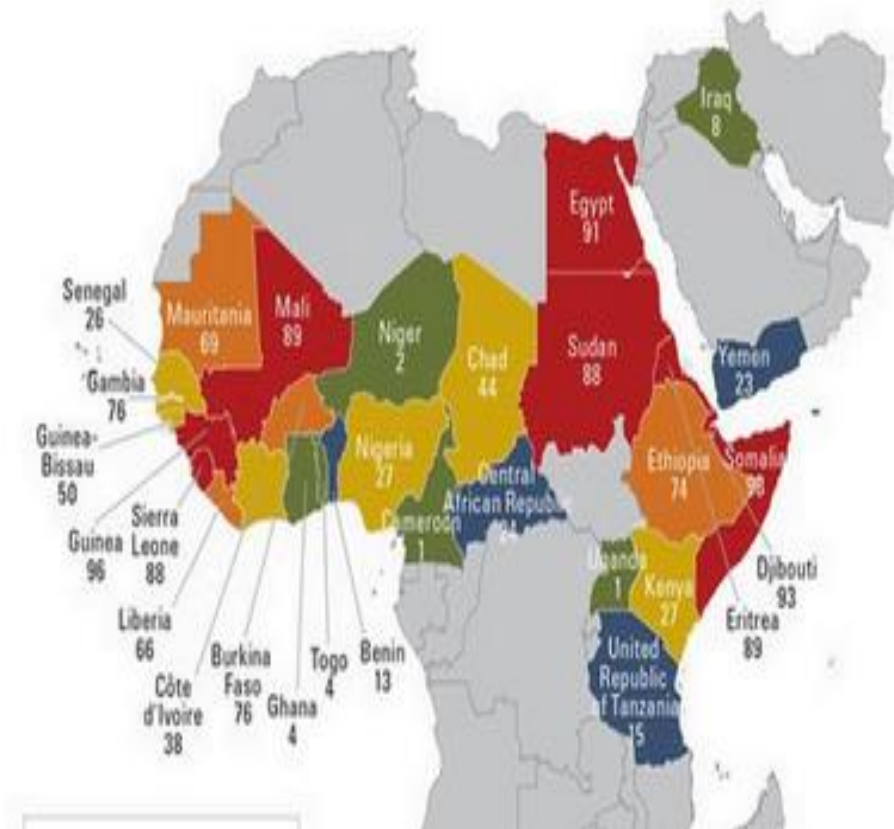 Iraq
8
Egypt
91
Senegal
26
Mauritania
69
Mali
89
Niger
2
Chad
44
Sudan
88
Yemen
23
Gambia
76
Guinea-
Bissau
50
Nigeria
27
Central
African Republic
Ethiopia
74
Somalia
98
Guinea
96
Sierra
Leone
88
Cameroon
1
Uganda
1
Kenya
27
Djibouti
93
Eritrea
89
Liberia
66
Côte
d'Ivoire
38
Burkina
Faso
76
Ghana
4
Togo
4
Benin
13
United
Republic
of Tanzania
15